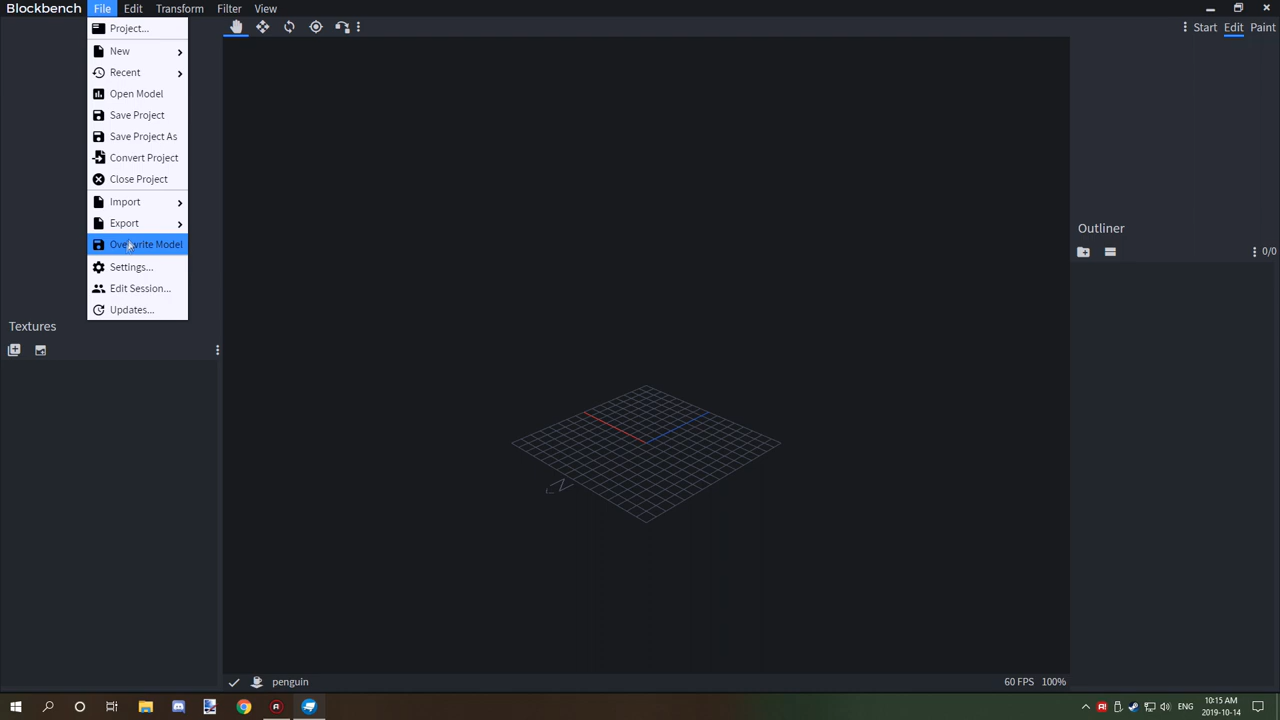 Blockbench File Edit Transform Filter View
Start Edit Paint
Project...
New
Recent
Open Model
Save Project
Save Project As
Convert Project
Close Project
Import
Export
Overwrite Model
Settings...
Edit Session...
Updates...
Outliner
0/0
Textures
penguin
60 FPS 100%
ENG
10:15 AM
2019-10-14